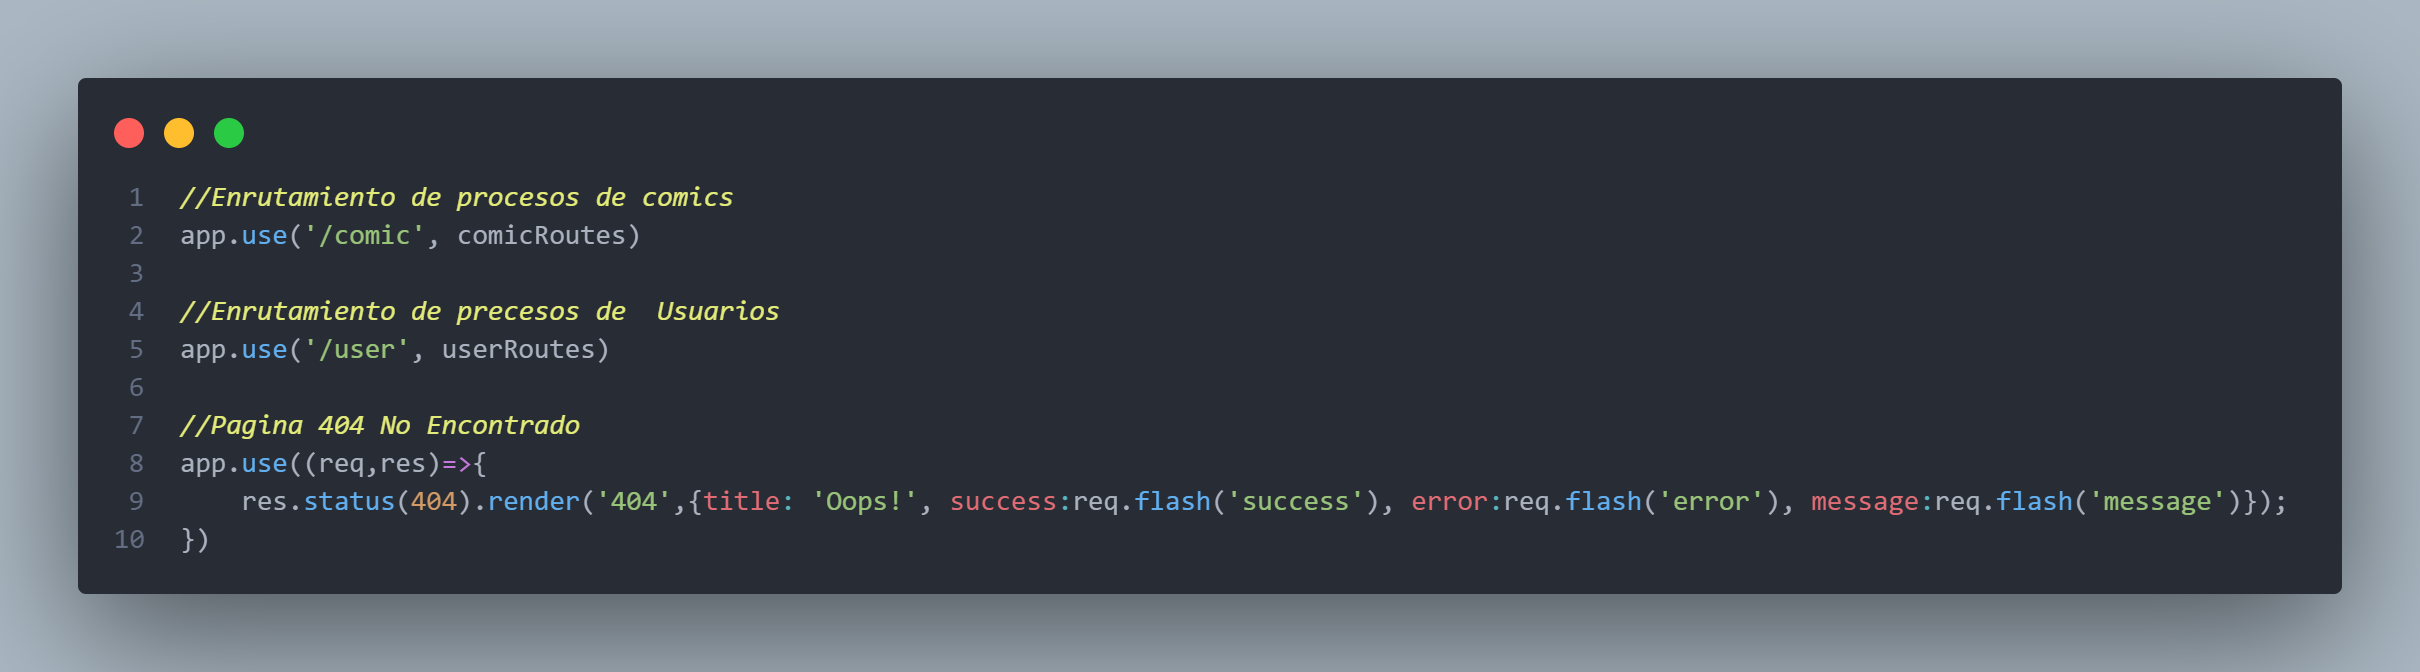 1 //Enrutamiento de procesos de comics
2 app.use('/comic', comicRoutes)
3
4 //Enrutamiento de precesos de  Usuarios
5 app.use('/user', userRoutes)
6
7 //Pagina 404 No Encontrado
8 app.use((req,res)=>{
9     res.status(404).render('404',{title: 'Oops!', success:req.flash('success'), error:req.flash('error'), message:req.flash('message')});
10 })